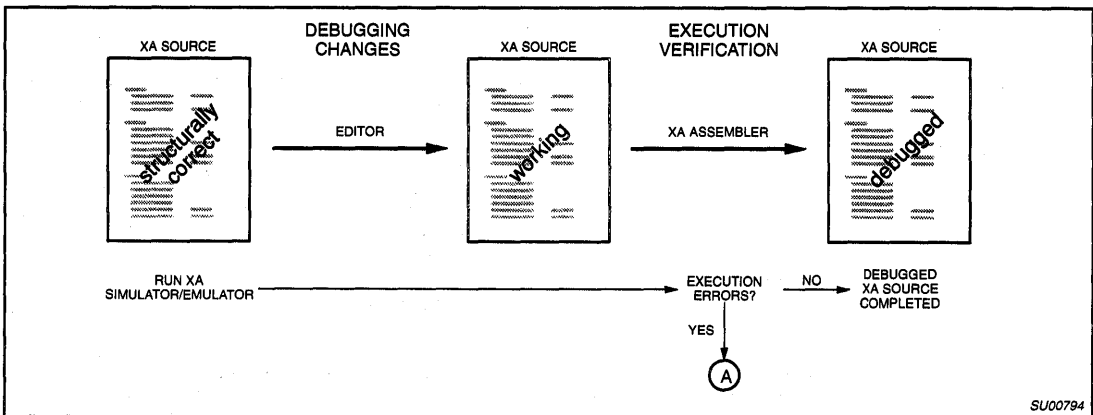 DEBUGGING
CHANGES
EXECUTION
VERIFICATION
XA SOURCE
XA SOURCE
XA SOURCE
structurally
correct
EDITOR
working
XA ASSEMBLER
debugged
RUN XA
SIMULATOR/EMULATOR
EXECUTION
ERRORS?
NO
DEBUGGED
XA SOURCE
COMPLETED
YES
A
SU00794